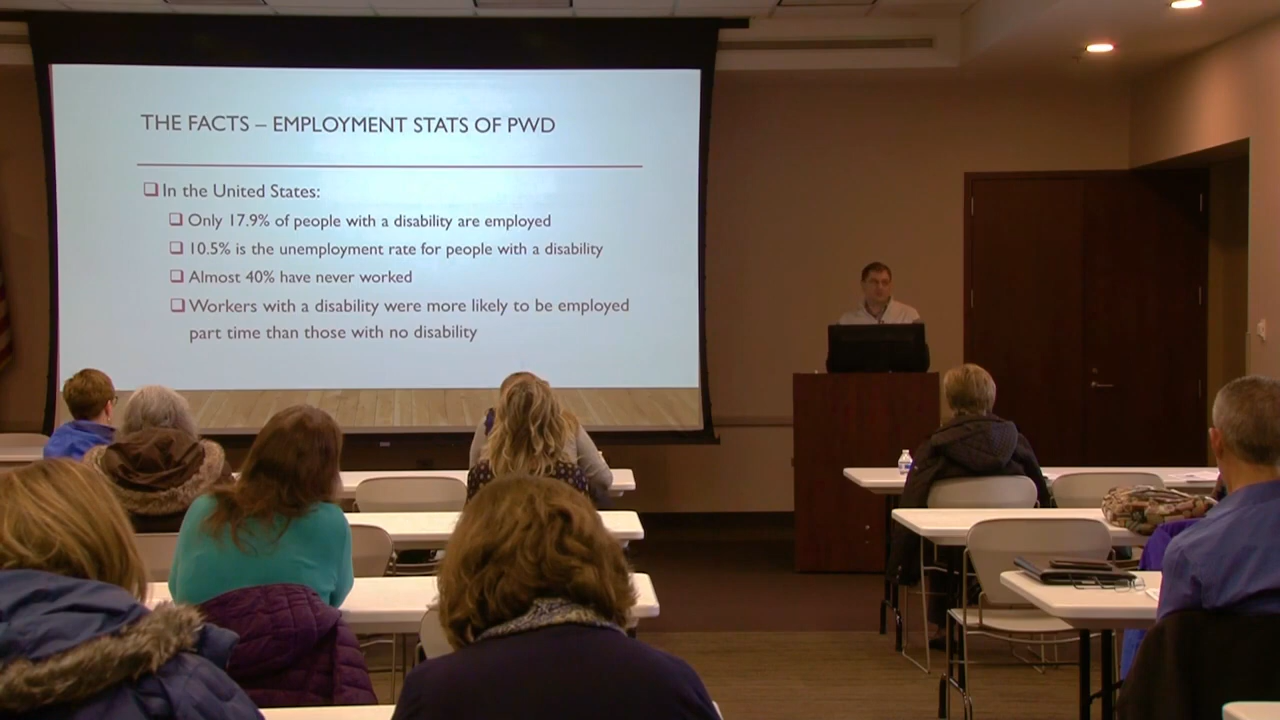 THE FACTS – EMPLOYMENT STATS OF PWD
In the United States:
Only 17.9% of people with a disability are employed
10.5% is the unemployment rate for people with a disability
Almost 40% have never worked
Workers with a disability were more likely to be employed
part time than those with no disability